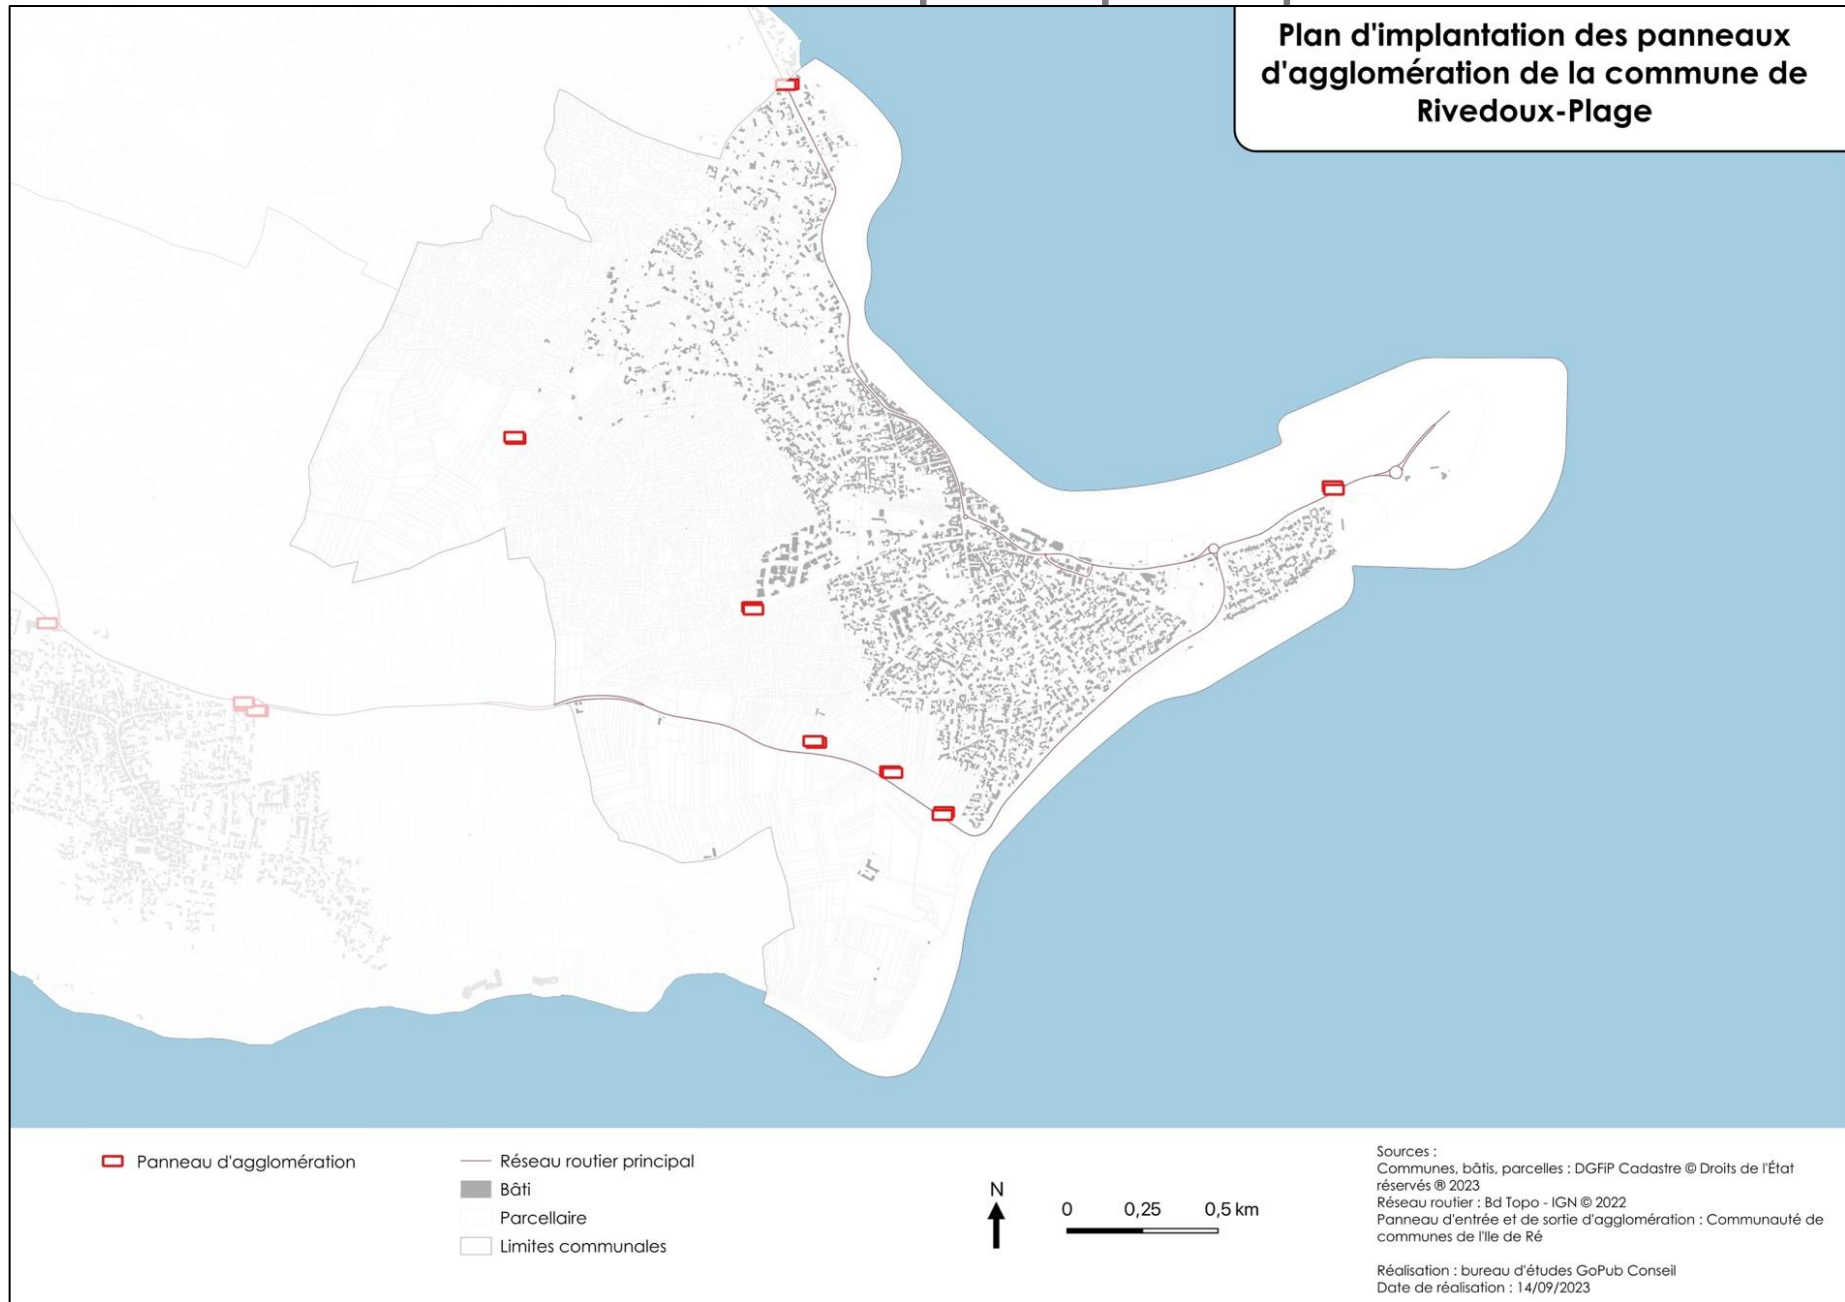 Plan d'implantation des panneaux
d'agglomération de la commune de
Rivedoux-Plage
Panneau d'agglomération
Réseau routier principal
Bâti
Parcellaire
Limites communales
N
0 0,25 0,5 km
Sources :
Communes, bâtis, parcelles : DGFiP Cadastre © Droits de l'État
réservés ® 2023
Réseau routier : Bd Topo - IGN © 2022
Panneau d'entrée et de sortie d'agglomération : Communauté de
communes de l'Ile de Ré
Réalisation : bureau d'études GoPub Conseil
Date de réalisation : 14/09/2023